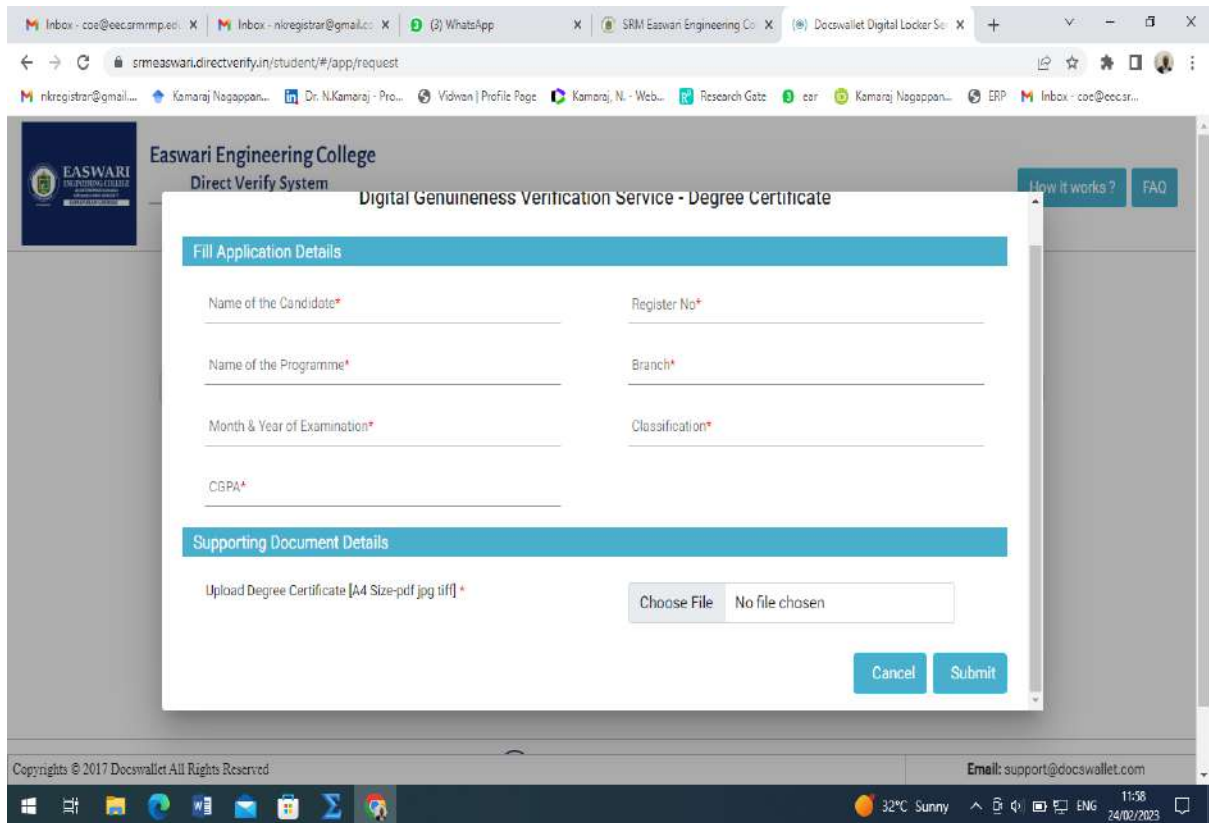 Inbox - coe@eec.srmrmp.edu
Inbox - nkregistrar@gmail.co
(3) WhatsApp
SRM Easwari Engineering Co
Docswallet Digital Locker Ser
srmeaswari.directverify.in/student/#/app/request
nkregistrar@gmail....
Kamaraj Nagappan...
Dr. N.Kamaraj - Pro...
Vidwan | Profile Page
Kamaraj, N. - Web...
Research Gate
ear
Kamaraj Nagappan...
ERP
Inbox - coe@eec.sr...
EASWARI
ENGINEERING COLLEGE
Easwari Engineering College
Direct Verify System
How it works ?
FAQ
Digital Genuineness Verification Service - Degree Certificate
Fill Application Details
Name of the Candidate*
Register No*
Name of the Programme*
Branch*
Month & Year of Examination*
Classification*
CGPA*
Supporting Document Details
Upload Degree Certificate [A4 Size-pdf jpg tiff] *
Choose File No file chosen
Cancel
Submit
Copyrights © 2017 Docswallet All Rights Reserved
Email: support@docswallet.com
32°C Sunny
ENG
11:58
24/02/2023